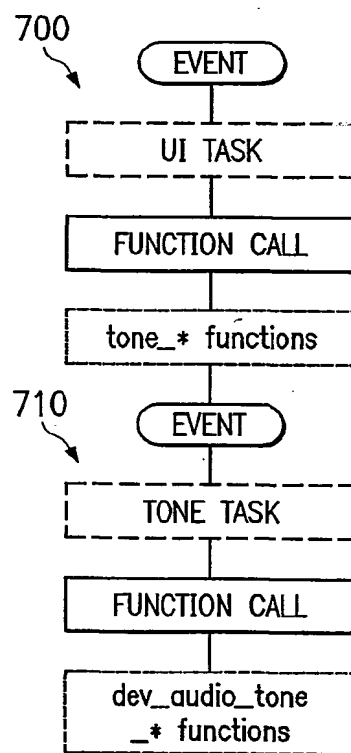 700
EVENT
UI TASK
FUNCTION CALL
tone_* functions
710
EVENT
TONE TASK
FUNCTION CALL
dev_audio_tone
_* functions